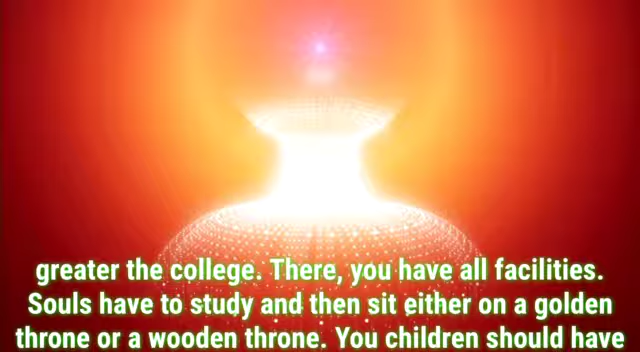 greater the college. There, you have all facilities.
Souls have to study and then sit either on a golden
throne or a wooden throne. You children should have